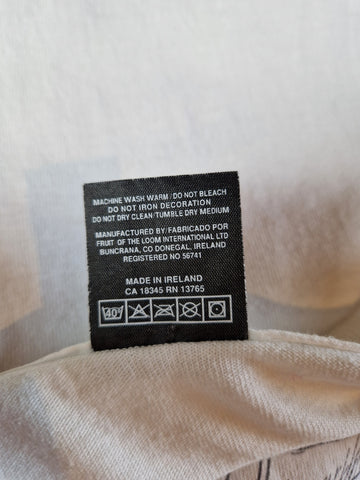 MACHINE WASH WARM/DO NOT BLEACH
DO NOT IRON DECORATION
DO NOT DRY CLEAN/TUMBLE DRY MEDIUM
MANUFACTURED BY/FABRICADO POR
FRUIT OF THE LOOM INTERNATIONAL LTD
BUNCRANA, CO DONEGAL, IRELAND
REGISTERED NO 56741
MADE IN IRELAND
CA 18345 RN 13765
40°